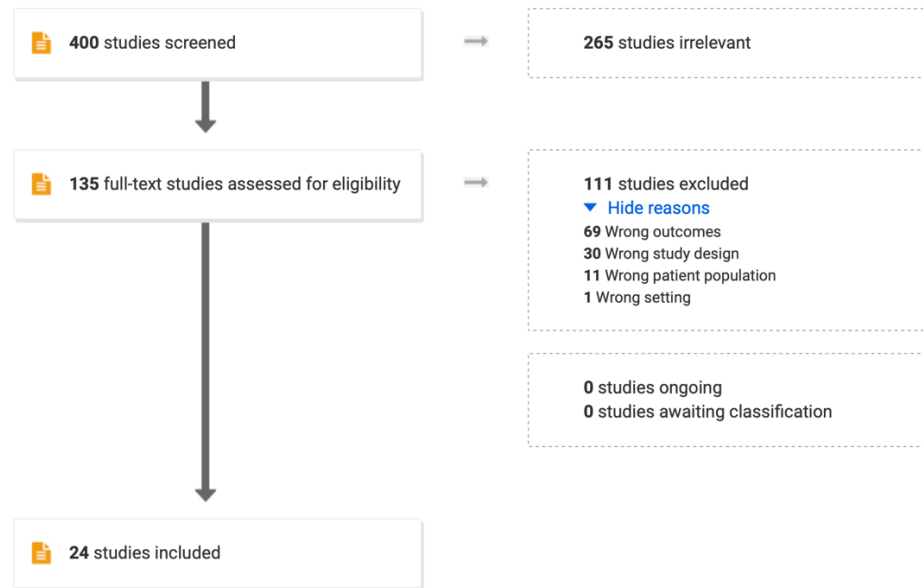 400 studies screened
265 studies irrelevant
135 full-text studies assessed for eligibility
111 studies excluded
Hide reasons
69 Wrong outcomes
30 Wrong study design
11 Wrong patient population
1 Wrong setting
0 studies ongoing
0 studies awaiting classification
24 studies included